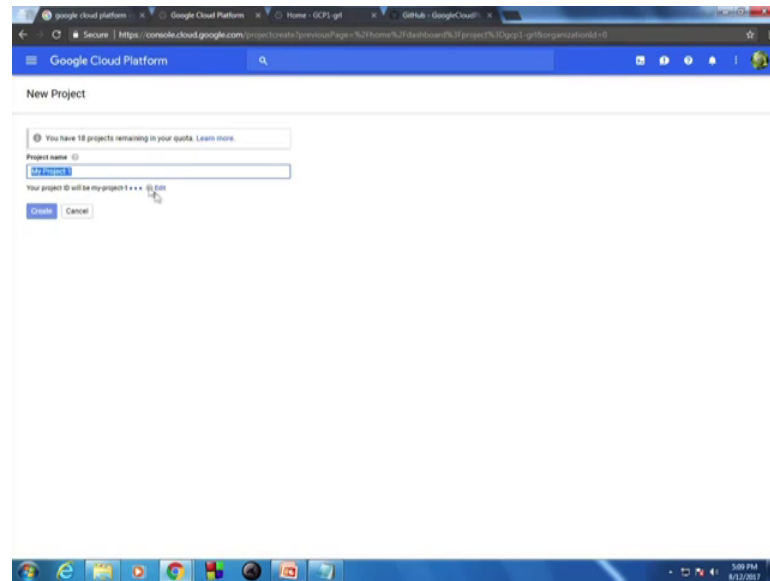 google cloud platform
Google Cloud Platform
Home - GCP1-grl
GitHub - GoogleCloudP
Secure | https://console.cloud.google.com/projectcreate?previousPage=%2Fhome%2Fdashboard%3Fproject%3Dgcp1-grl&organizationId=0
Google Cloud Platform
New Project
You have 18 projects remaining in your quota. Learn more.
Project name
My Project 1
Your project ID will be my-project-1 Edit
Create Cancel
5:09 PM
8/12/2017